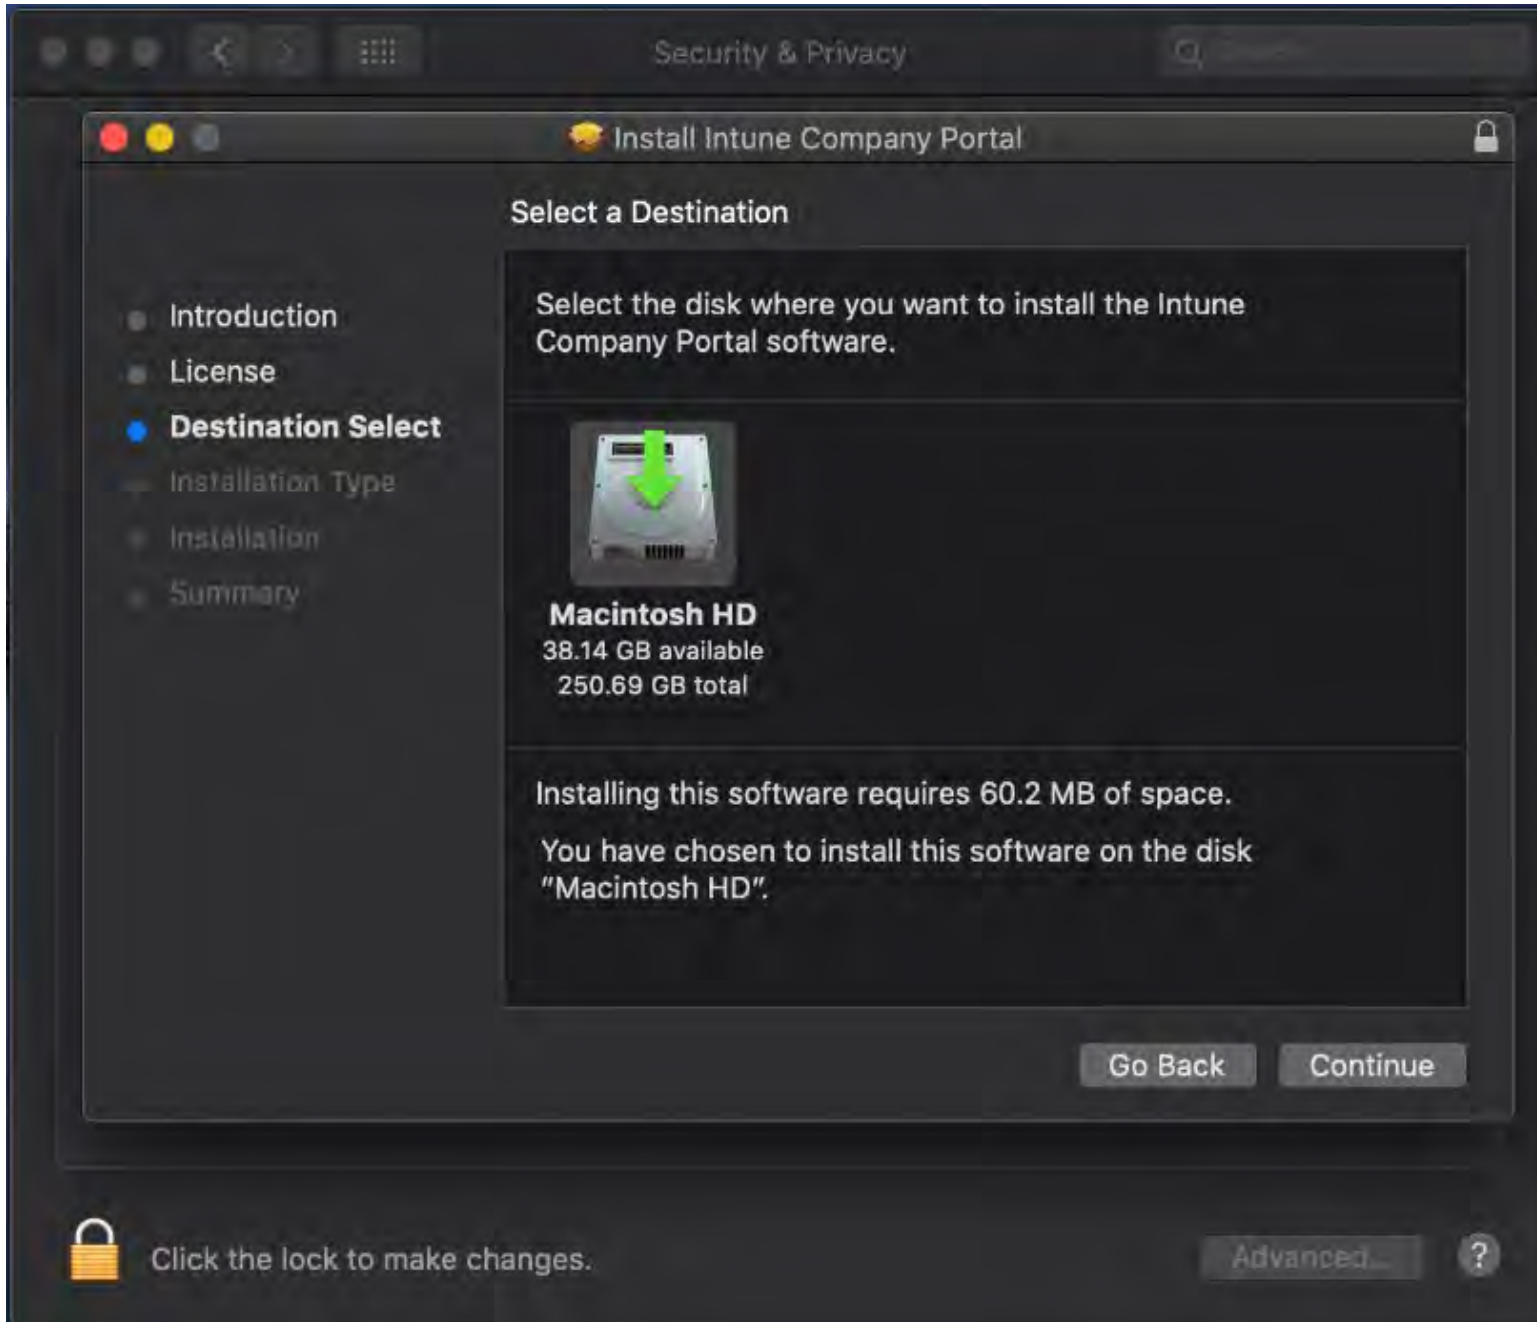 Security & Privacy
Install Intune Company Portal
Select a Destination
Introduction
License
Destination Select
Installation Type
Installation
Summary
Select the disk where you want to install the Intune
Company Portal software.
Macintosh HD
38.14 GB available
250.69 GB total
Installing this software requires 60.2 MB of space.
You have chosen to install this software on the disk
"Macintosh HD".
Go Back
Continue
Click the lock to make changes.
Advanced...
?